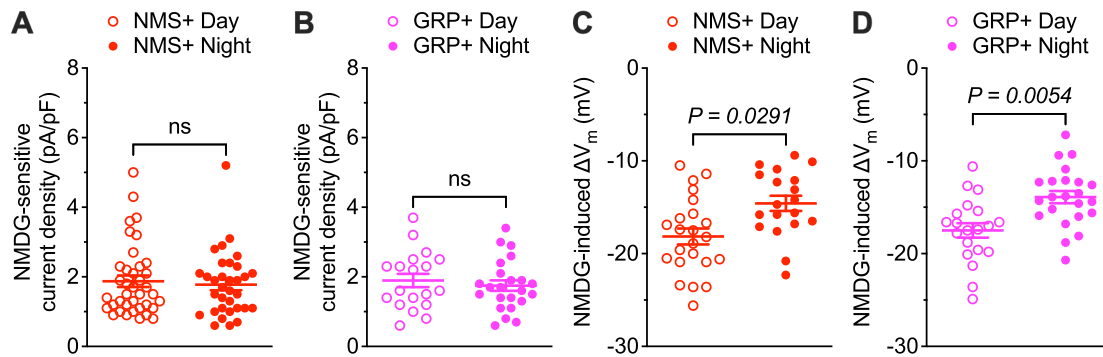 A
NMS+ Day
NMS+ Night
NMDG-sensitive
current density (pA/pF)
8
6
4
2
0
ns
B
GRP+ Day
GRP+ Night
NMDG-sensitive
current density (pA/pF)
8
6
4
2
0
ns
C
NMS+ Day
NMS+ Night
NMDG-induced ΔVm (mV)
0
-10
-20
-30
P = 0.0291
D
GRP+ Day
GRP+ Night
NMDG-induced ΔVm (mV)
0
-10
-20
-30
P = 0.0054